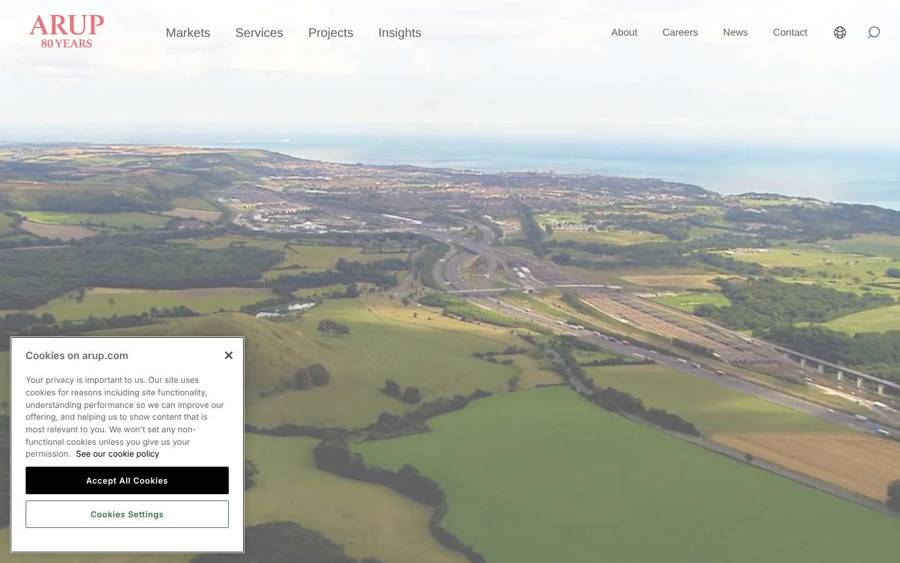 ARUP
80 YEARS
Markets
Services
Projects
Insights
About
Careers
News
Contact
Cookies on arup.com
Your privacy is important to us. Our site uses
cookies for reasons including site functionality,
understanding performance so we can improve our
offering, and helping us to show content that is
most relevant to you. We won't set any non-
functional cookies unless you give us your
permission. See our cookie policy
Accept All Cookies
Cookies Settings